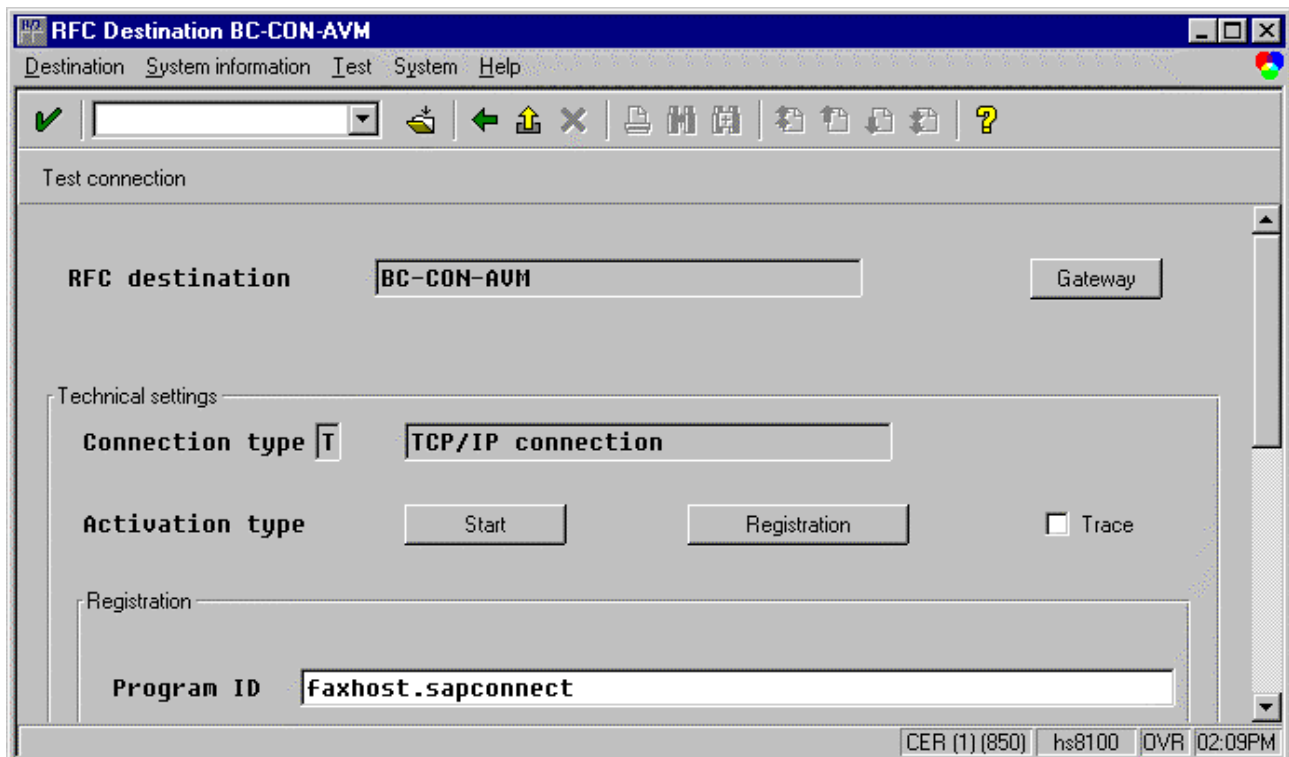 RFC Destination BC-CON-AVM
Destination System information Test System Help
Test connection
RFC destination BC-CON-AVM Gateway
Technical settings
Connection type T TCP/IP connection
Activation type Start Registration Trace
Registration
Program ID faxhost.sapconnect
CER (1) (850) hs8100 OVR 02:09PM